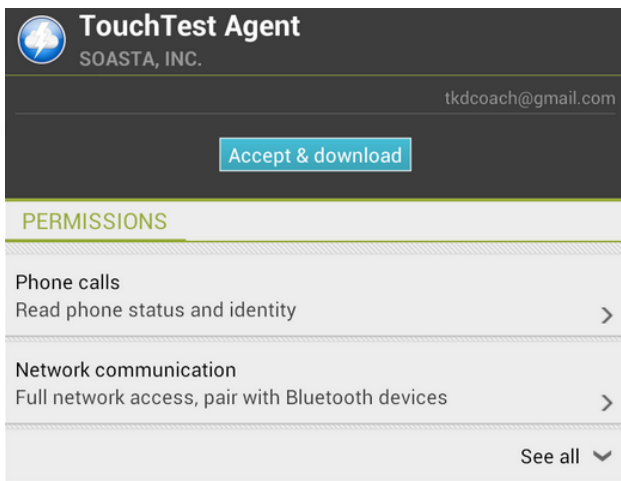 TouchTest Agent
SOASTA, INC.
tkdcoach@gmail.com
Accept & download
PERMISSIONS
Phone calls
Read phone status and identity
Network communication
Full network access, pair with Bluetooth devices
See all